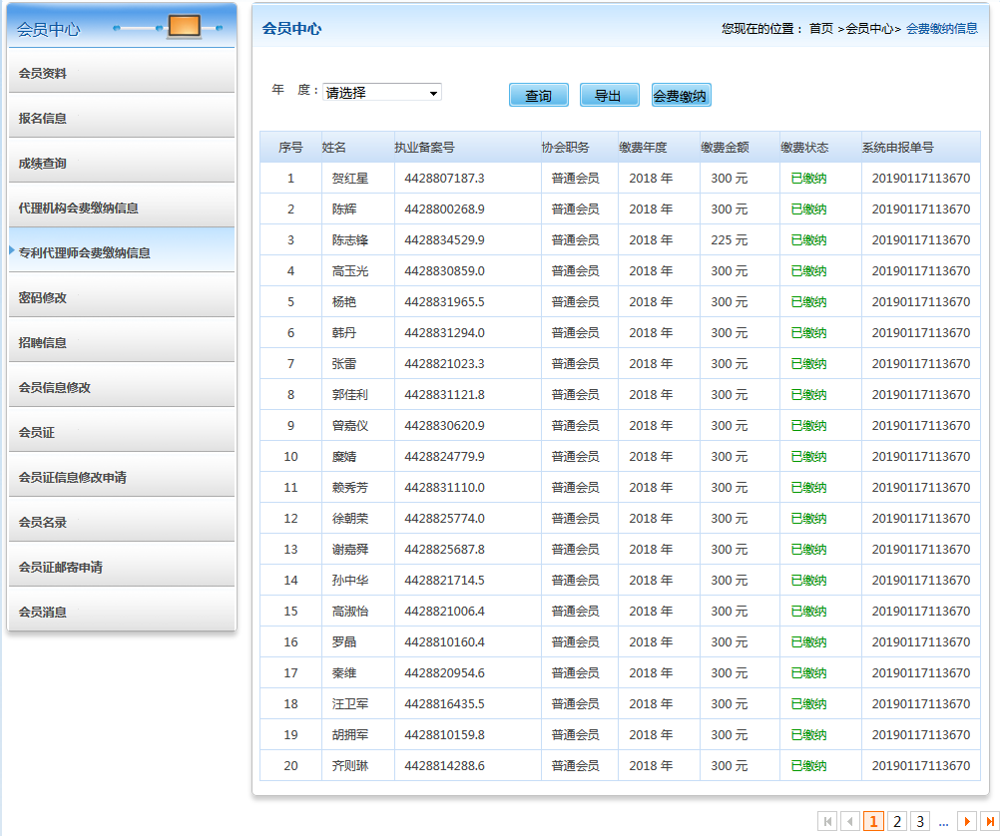 会员中心
会员资料
报名信息
成绩查询
代理机构会费缴纳信息
专利代理师会费缴纳信息
密码修改
招聘信息
会员信息修改
会员证
会员证信息修改申请
会员名录
会员证邮寄申请
会员消息
会员中心 您现在的位置： 首页 >会员中心> 会费缴纳信息
年 度： 请选择 查询 导出 会费缴纳
序号 姓名 执业备案号 协会职务 缴费年度 缴费金额 缴费状态 系统申报单号
1 贺红星 4428807187.3 普通会员 2018 年 300 元 已缴纳 20190117113670
2 陈辉 4428800268.9 普通会员 2018 年 300 元 已缴纳 20190117113670
3 陈志锋 4428834529.9 普通会员 2018 年 225 元 已缴纳 20190117113670
4 高玉光 4428830859.0 普通会员 2018 年 300 元 已缴纳 20190117113670
5 杨艳 4428831965.5 普通会员 2018 年 300 元 已缴纳 20190117113670
6 韩丹 4428831294.0 普通会员 2018 年 300 元 已缴纳 20190117113670
7 张雷 4428821023.3 普通会员 2018 年 300 元 已缴纳 20190117113670
8 郭佳利 4428831121.8 普通会员 2018 年 300 元 已缴纳 20190117113670
9 曾嘉仪 4428830620.9 普通会员 2018 年 300 元 已缴纳 20190117113670
10 糜婧 4428824779.9 普通会员 2018 年 300 元 已缴纳 20190117113670
11 赖秀芳 4428831110.0 普通会员 2018 年 300 元 已缴纳 20190117113670
12 徐朝荣 4428825774.0 普通会员 2018 年 300 元 已缴纳 20190117113670
13 谢嘉舜 4428825687.8 普通会员 2018 年 300 元 已缴纳 20190117113670
14 孙中华 4428821714.5 普通会员 2018 年 300 元 已缴纳 20190117113670
15 高淑怡 4428821006.4 普通会员 2018 年 300 元 已缴纳 20190117113670
16 罗晶 4428810160.4 普通会员 2018 年 300 元 已缴纳 20190117113670
17 秦维 4428820954.6 普通会员 2018 年 300 元 已缴纳 20190117113670
18 汪卫军 4428816435.5 普通会员 2018 年 300 元 已缴纳 20190117113670
19 胡拥军 4428810159.8 普通会员 2018 年 300 元 已缴纳 20190117113670
20 齐则琳 4428814288.6 普通会员 2018 年 300 元 已缴纳 20190117113670
1 2 3 ...